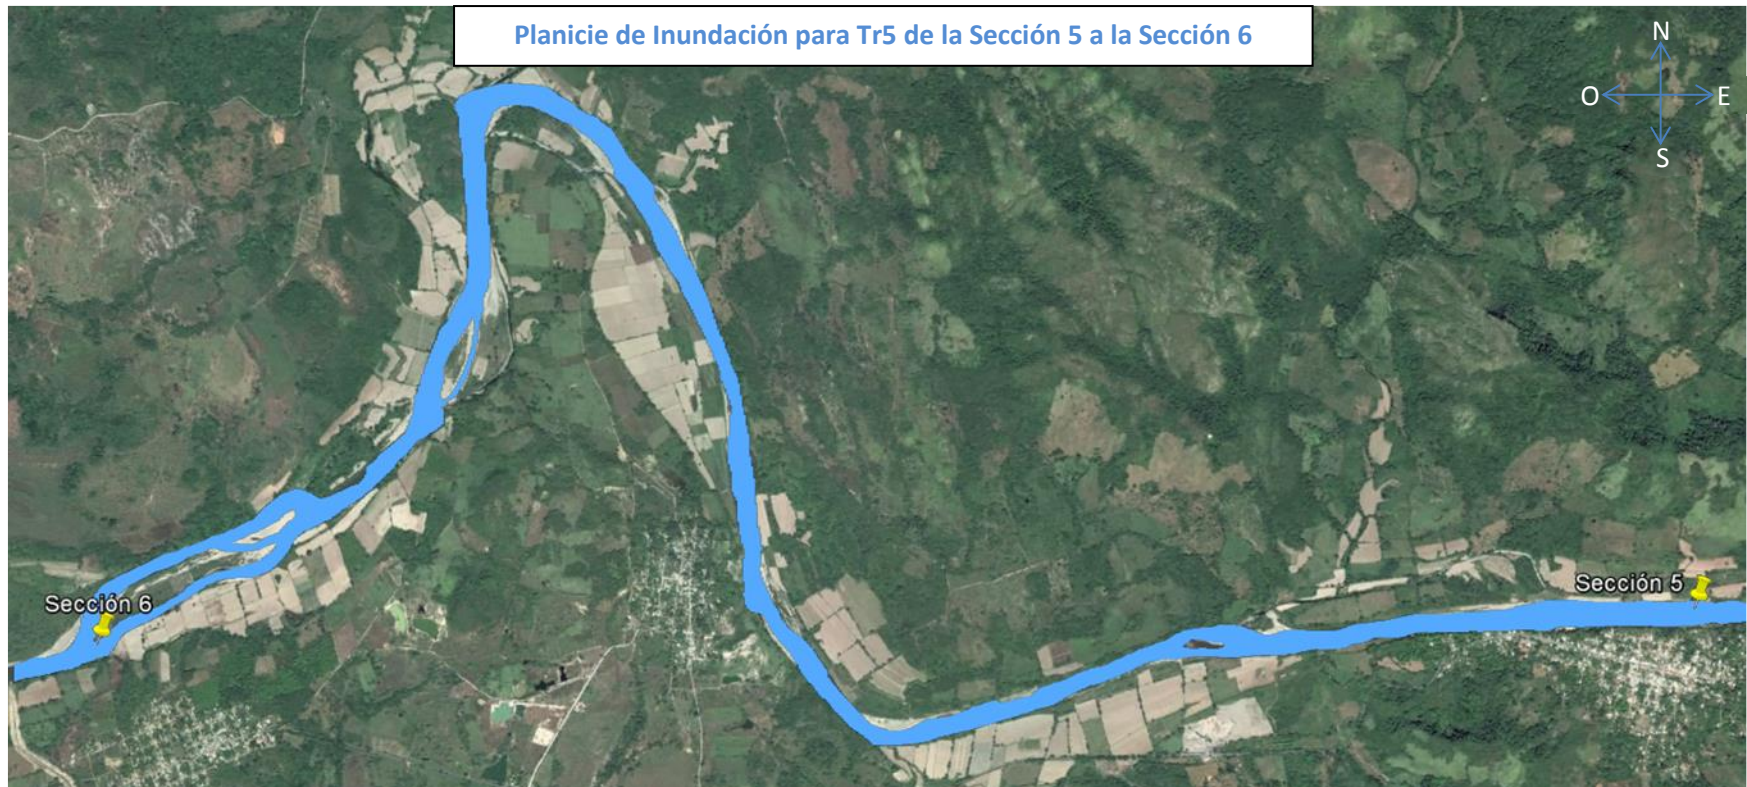 Planicie de Inundación para Tr5 de la Sección 5 a la Sección 6
N
O E
S
Sección 5
Sección 6